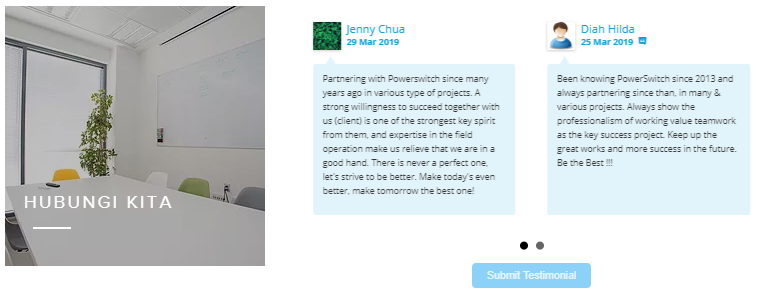 HUBUNGI KITA
Jenny Chua
29 Mar 2019
Partnering with Powerswitch since many
years ago in various type of projects. A
strong willingness to succeed together with
us (client) is one of the strongest key spirit
from them, and expertise in the field
operation make us relieve that we are in a
good hand. There is never a perfect one,
let's strive to be better. Make today's even
better, make tomorrow the best one!
Diah Hilda
25 Mar 2019
Been knowing PowerSwitch since 2013 and
always partnering since than, in many &
various projects. Always show the
professionalism of working value teamwork
as the key success project. Keep up the
great works and more success in the future.
Be the Best !!!
Submit Testimonial